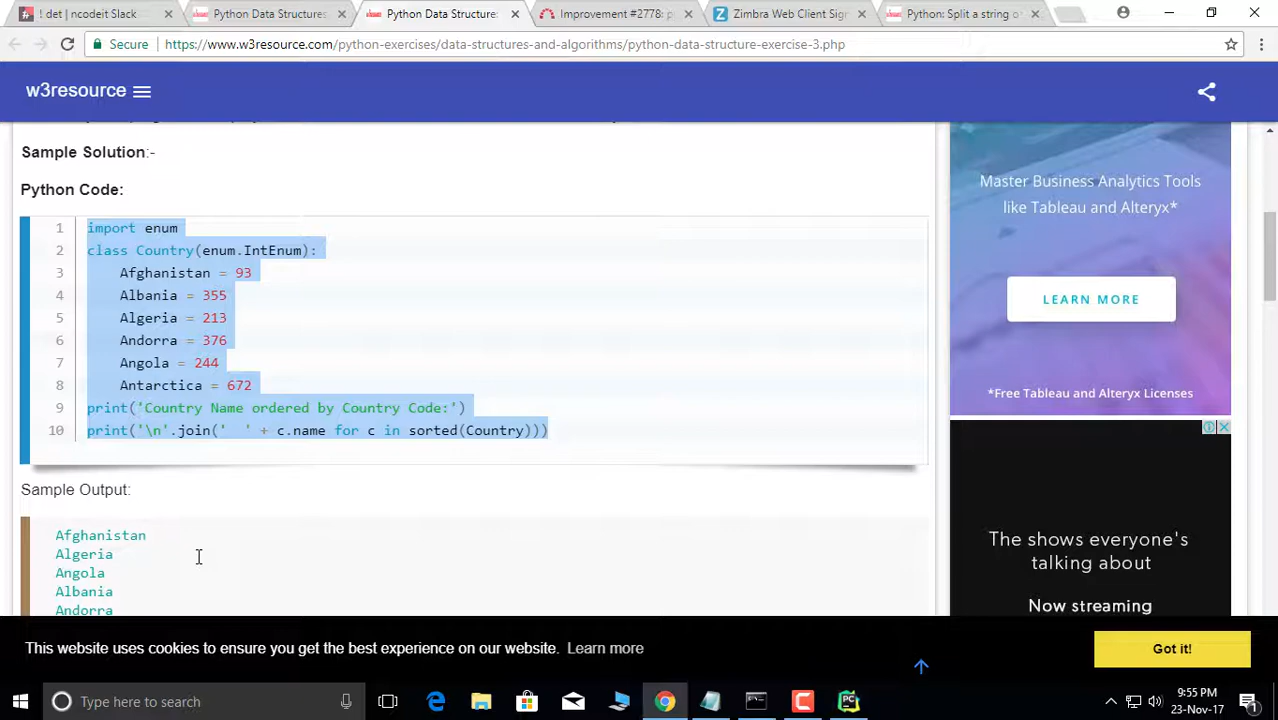 ! det | ncodeit Slack
Python Data Structures
Python Data Structure:
Improvement #2778: p
Zimbra Web Client Sign
Python: Split a string o
Secure
https://www.w3resource.com/python-exercises/data-structures-and-algorithms/python-data-structure-exercise-3.php
w3resource
Sample Solution:-
Python Code:
1 import enum
2 class Country(enum.IntEnum):
3 Afghanistan = 93
4 Albania = 355
5 Algeria = 213
6 Andorra = 376
7 Angola = 244
8 Antarctica = 672
9 print('Country Name ordered by Country Code:')
10 print('\n'.join('  ' + c.name for c in sorted(Country)))
Sample Output:
Afghanistan
Algeria
Angola
Albania
Andorra
Master Business Analytics Tools
like Tableau and Alteryx*
LEARN MORE
*Free Tableau and Alteryx Licenses
The shows everyone's
talking about
Now streaming
This website uses cookies to ensure you get the best experience on our website. Learn more
Got it!
Type here to search
9:55 PM
23-Nov-17
1